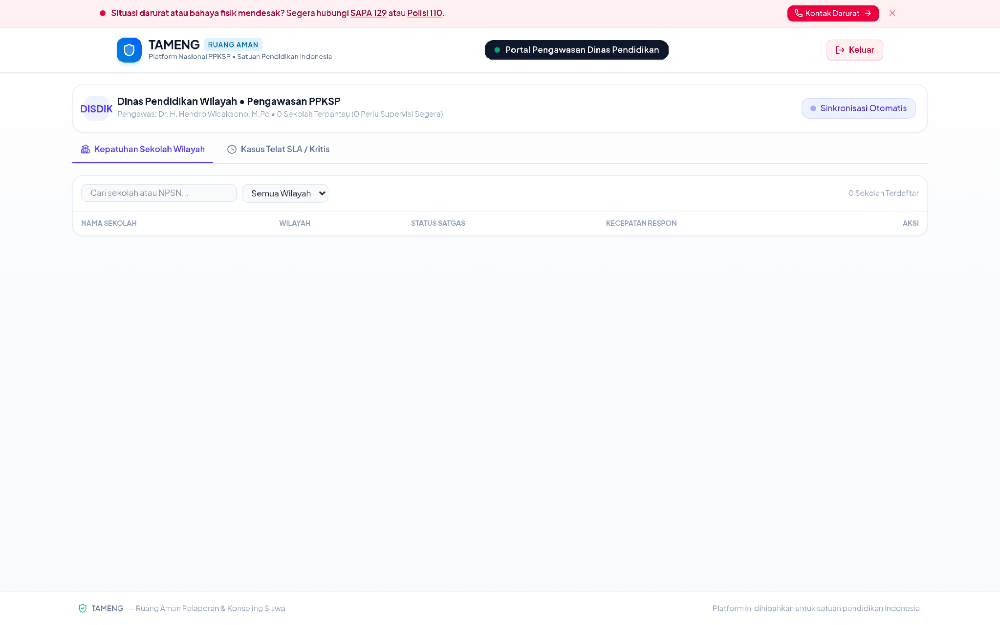 Situasi darurat atau bahaya fisik mendesak? Segera hubungi SAPA 129 atau Polisi 110.
Kontak Darurat
TAMENG RUANG AMAN
Platform Nasional PPKSP • Satuan Pendidikan Indonesia
Portal Pengawasan Dinas Pendidikan
Keluar
DISDIK
Dinas Pendidikan Wilayah • Pengawasan PPKSP
Pengawas: Dr. H. Hendro Wicaksono, M.Pd • 0 Sekolah Terpantau (0 Perlu Supervisi Segera)
Sinkronisasi Otomatis
Kepatuhan Sekolah Wilayah
Kasus Telat SLA / Kritis
Cari sekolah atau NPSN...
Semua Wilayah
0 Sekolah Terdaftar
NAMA SEKOLAH WILAYAH STATUS SATGAS KECEPATAN RESPON AKSI
TAMENG — Ruang Aman Pelaporan & Konseling Siswa
Platform ini dihibahkan untuk satuan pendidikan Indonesia.